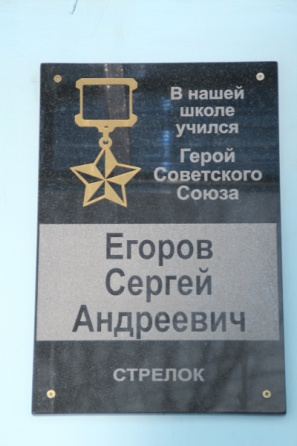 В нашей
школе
учился
Герой
Советского
Союза
Егоров
Сергей
Андреевич
СТРЕЛОК